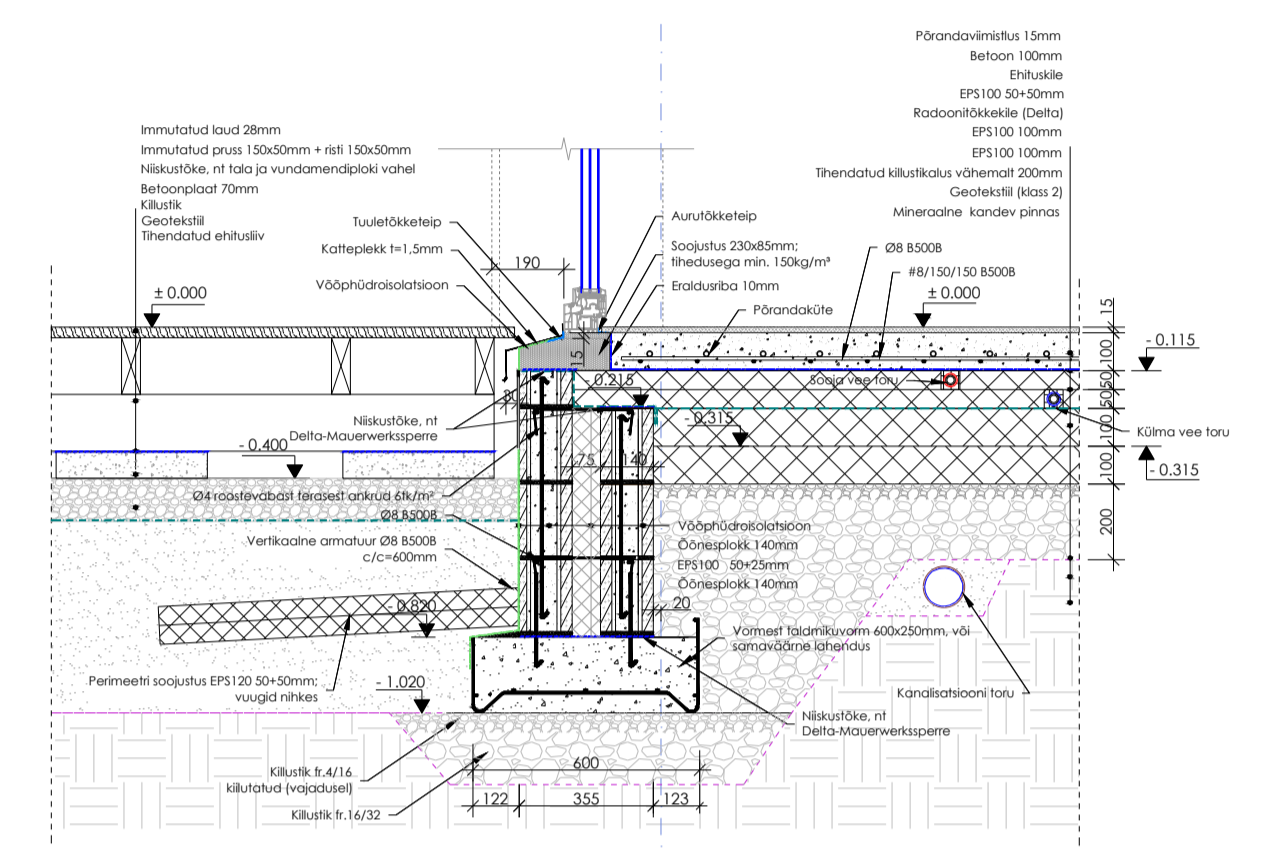 Põrandaviimistlus 15mm
Betoon 100mm
Ehituskile
EPS100 50+50mm
Radoonitõkkekile (Delta)
EPS100 100mm
EPS100 100mm
Tihendatud killustikalus vähemalt 200mm
Geotekstiil (klass 2)
Mineraalne kandev pinnas
Immutatud laud 28mm
Immutatud pruss 150x50mm + risti 150x50mm
Niiskustõke, nt tala ja vundamendiploki vahel
Betoonplaat 70mm
Killustik
Geotekstiil
Tihendatud ehitusliiv
Tuuletõkketeip
Katteplekk t=1,5mm
Võõphüdroisolatsioon
190
Aurutõkketeip
Soojustus 230x85mm;
tihedusega min. 150kg/m³
Eraldusriba 10mm
Põrandaküte
Ø8 B500B
#8/150/150 B500B
± 0.000
± 0.000
15
100
50
50
100
100
200
- 0.115
- 0.315
15
- 0.215
30
- 0.315
Sooja vee toru
Külma vee toru
Niiskustõke, nt
Delta-Mauerwerkssperre
- 0.400
75
140
Ø4 roostevabast terasest ankrud 6tk/m²
Ø8 B500B
Vertikaalne armatuur Ø8 B500B
c/c=600mm
Võõphüdroisolatsioon
Õõnesplokk 140mm
EPS100 50+25mm
Õõnesplokk 140mm
20
- 0.820
Vormest taldmikuvorm 600x250mm, või
samaväärne lahendus
Perimeetri soojustus EPS120 50+50mm;
vuugid nihkes
- 1.020
Kanalisatsiooni toru
Niiskustõke, nt
Delta-Mauerwerkssperre
Killustik fr.4/16
kiilutatud (vajadusel)
Killustik fr.16/32
600
122
355
123